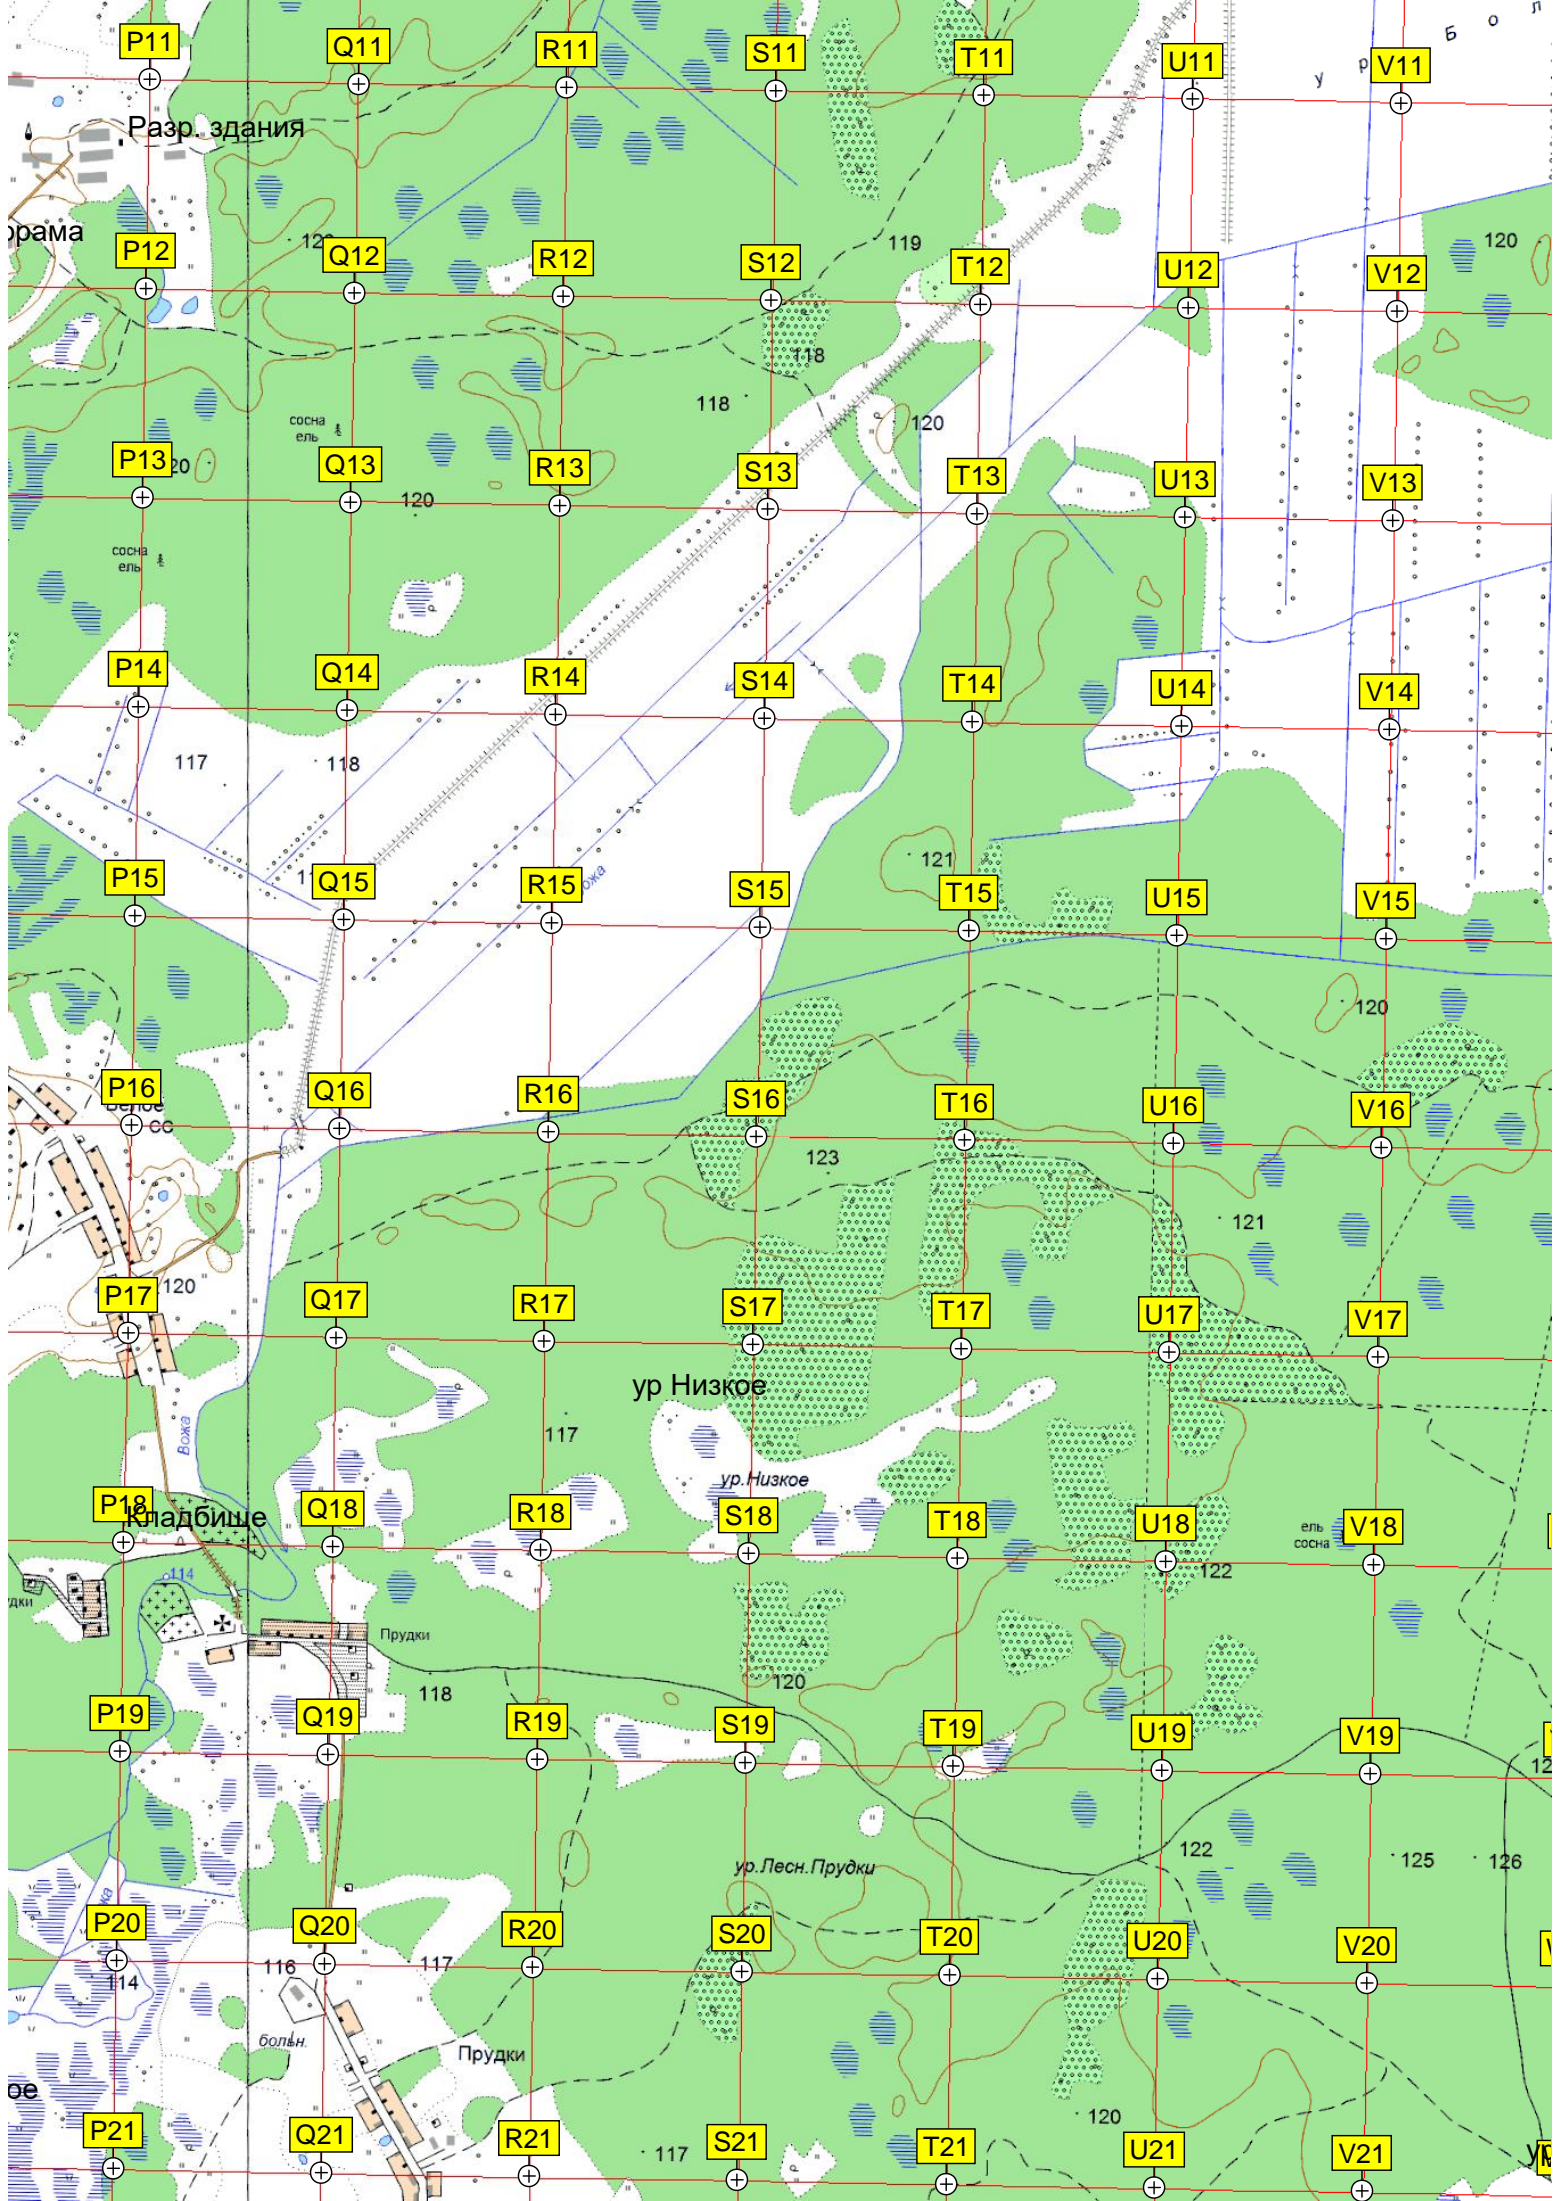 Б о л
P11 Q11 R11 S11 T11 U11 у р V11
Разр. здания
119 120
P12 Q12 R12 S12 T12 U12 V12
118
118
сосна
ель
120
P13 Q13 R13 S13 T13 U13 V13
120
сосна
ель
P14 Q14 R14 S14 T14 U14 V14
117 118
121
P15 Q15 R15 S15 T15 U15 V15
120
P16 Q16 R16 S16 T16 U16 V16
123
121
120
P17 Q17 R17 S17 T17 U17 V17
ур Низкое
117
Вожа
ур.Низкое
P18 Q18 R18 S18 T18 U18 V18
Кладбище
ель
сосна
114
122
Прудки
118 120
P19 Q19 R19 S19 T19 U19 V19
122 125 126
ур.Лесн.Прудки
P20 Q20 R20 S20 T20 U20 V20
114 116 117
больн.
Прудки
120
P21 Q21 R21 S21 T21 U21 V21
117